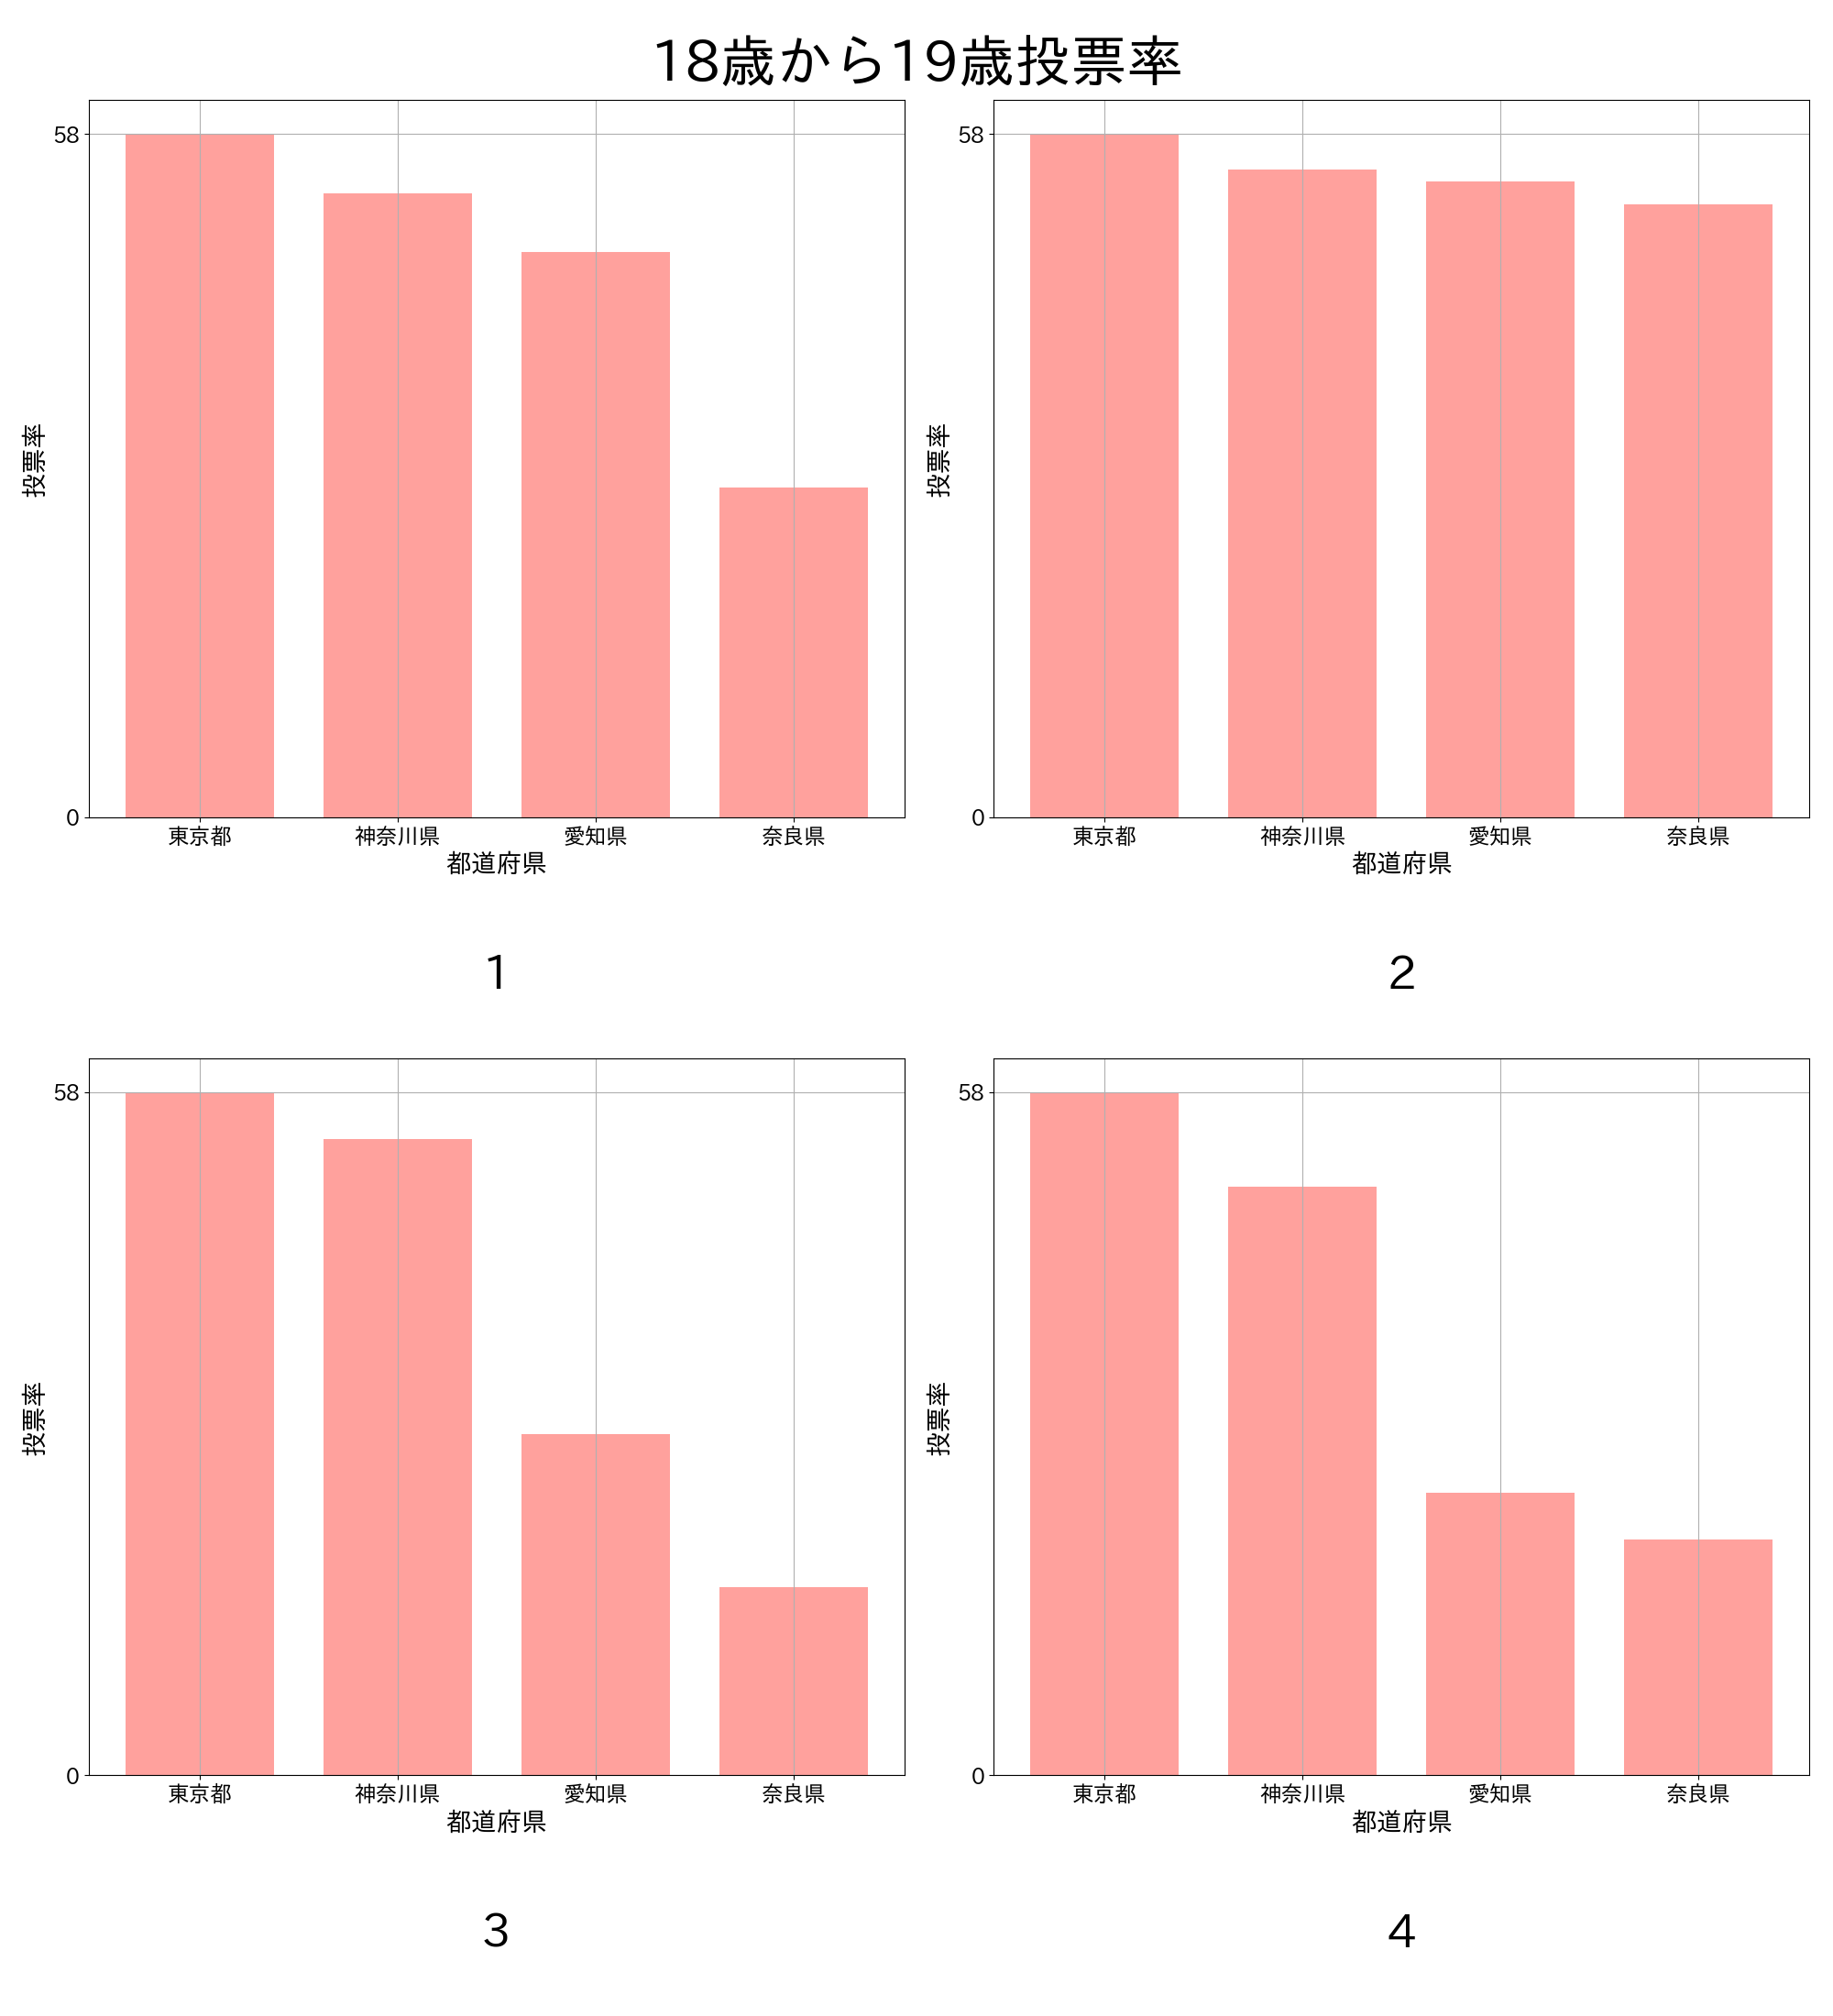 18歳から19歳投票率
58
0
投票率
東京都 神奈川県 愛知県 奈良県
都道府県
1
58
0
投票率
東京都 神奈川県 愛知県 奈良県
都道府県
2
58
0
投票率
東京都 神奈川県 愛知県 奈良県
都道府県
3
58
0
投票率
東京都 神奈川県 愛知県 奈良県
都道府県
4